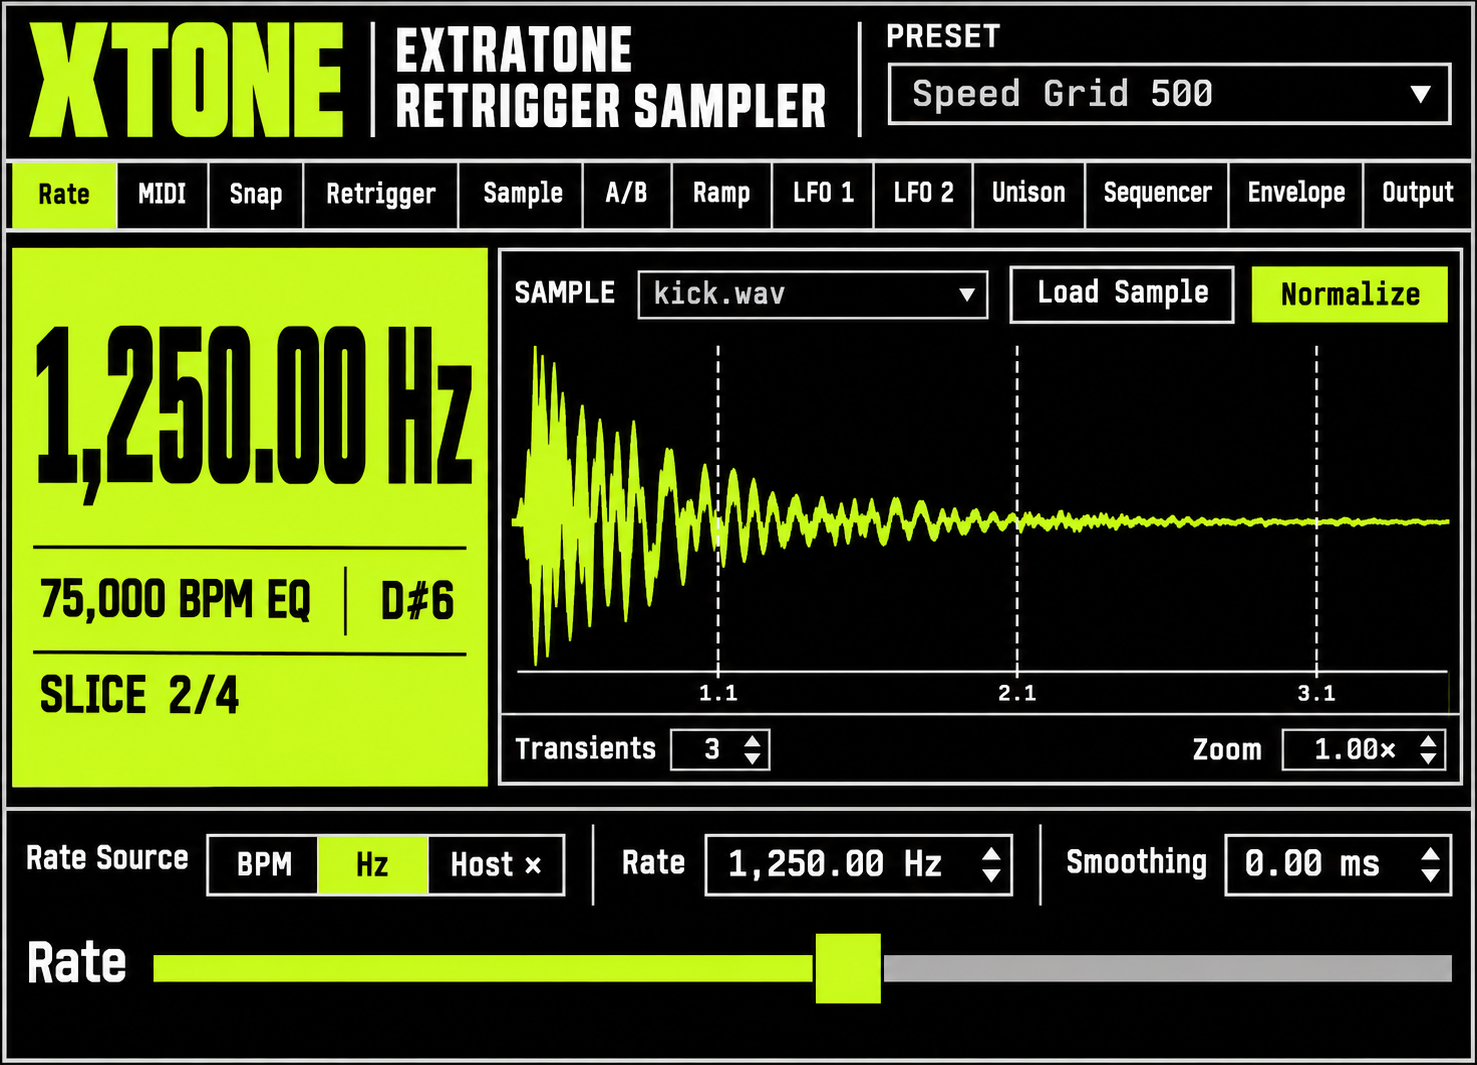 XTONE
EXTRATONE
RETRIGGER SAMPLER
PRESET
Speed Grid 500
Rate MIDI Snap Retrigger Sample A/B Ramp LFO 1 LFO 2 Unison Sequencer Envelope Output
1,250.00 Hz
75,000 BPM EQ D#6
SLICE 2/4
SAMPLE kick.wav Load Sample Normalize
1.1 2.1 3.1
Transients 3 Zoom 1.00×
Rate Source BPM Hz Host × Rate 1,250.00 Hz Smoothing 0.00 ms
Rate